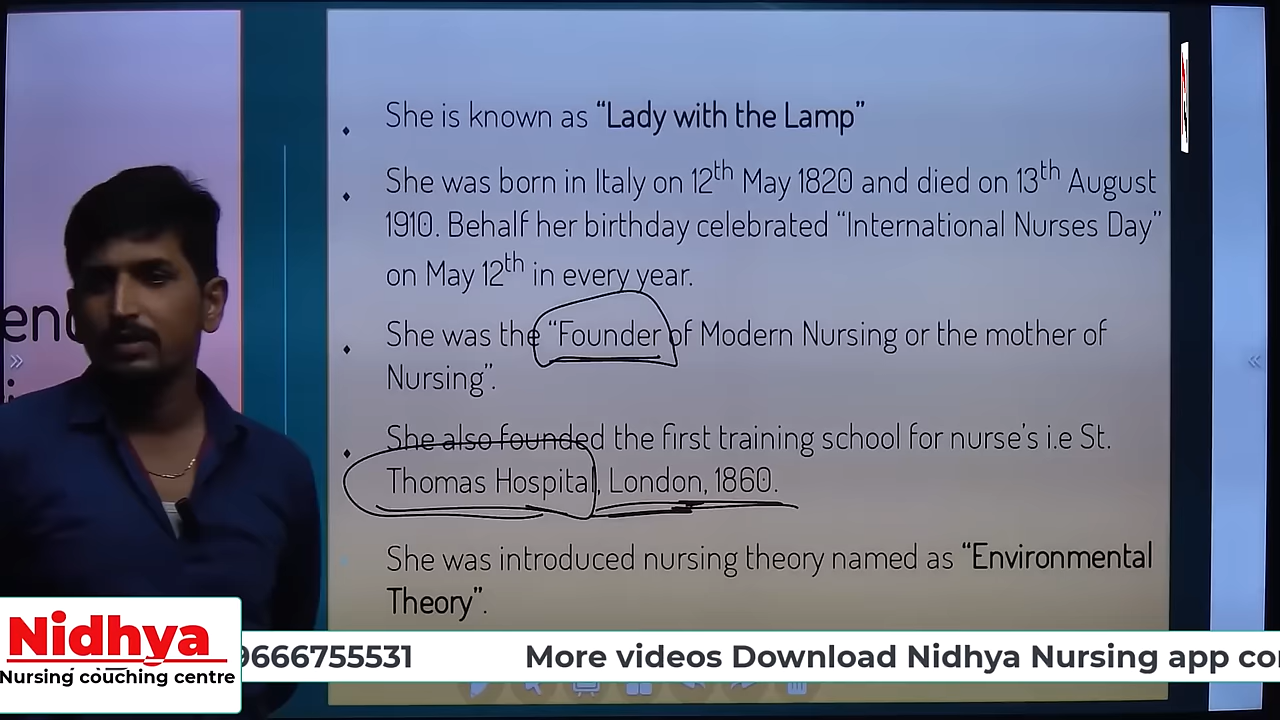 She is known as “Lady with the Lamp”
She was born in Italy on 12th May 1820 and died on 13th August
1910. Behalf her birthday celebrated “International Nurses Day”
on May 12th in every year.
She was the “Founder of Modern Nursing or the mother of
Nursing”.
She also founded the first training school for nurse’s i.e St.
Thomas Hospital, London, 1860.
She was introduced nursing theory named as “Environmental
Theory”.
Nidhya
Nursing couching centre
9666755531 More videos Download Nidhya Nursing app